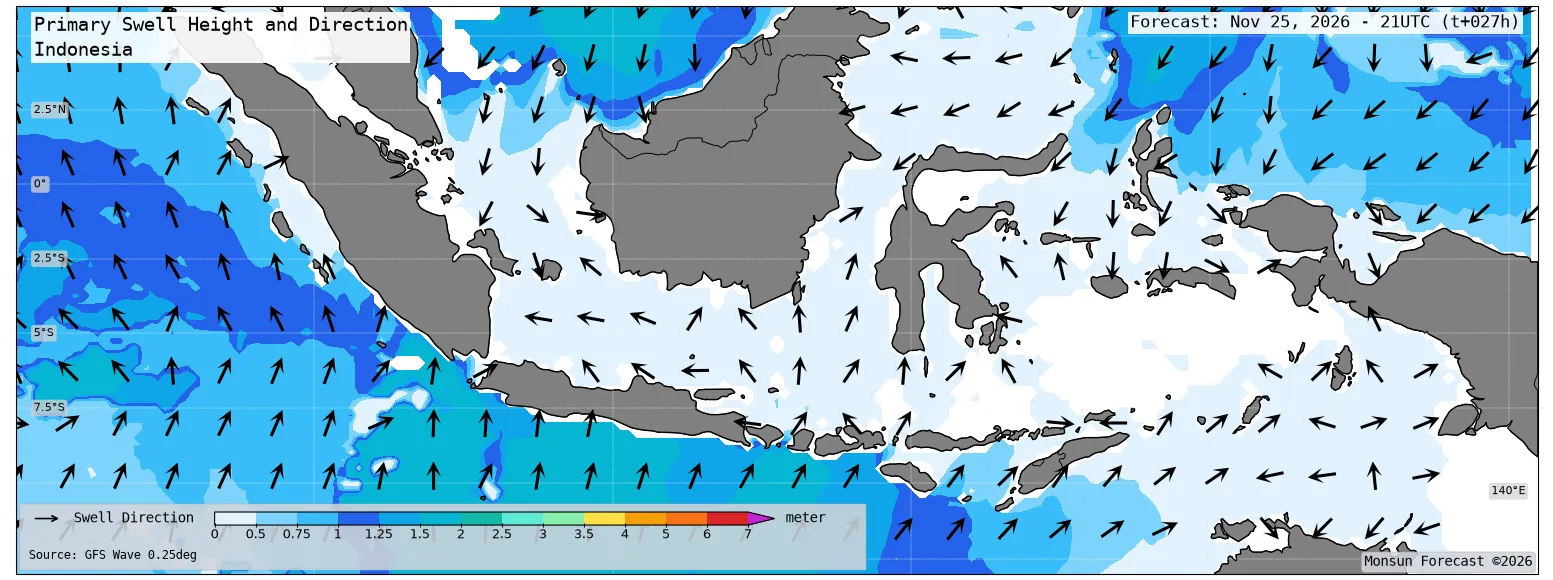 Primary Swell Height and Direction
Indonesia
Forecast: Nov 25, 2026 - 21UTC (t+027h)
2.5°N
0°
2.5°S
5°S
7.5°S
140°E
Swell Direction
meter
0 0.5 0.75 1 1.25 1.5 2 2.5 3 3.5 4 5 6 7
Source: GFS Wave 0.25deg
Monsun Forecast ©2026